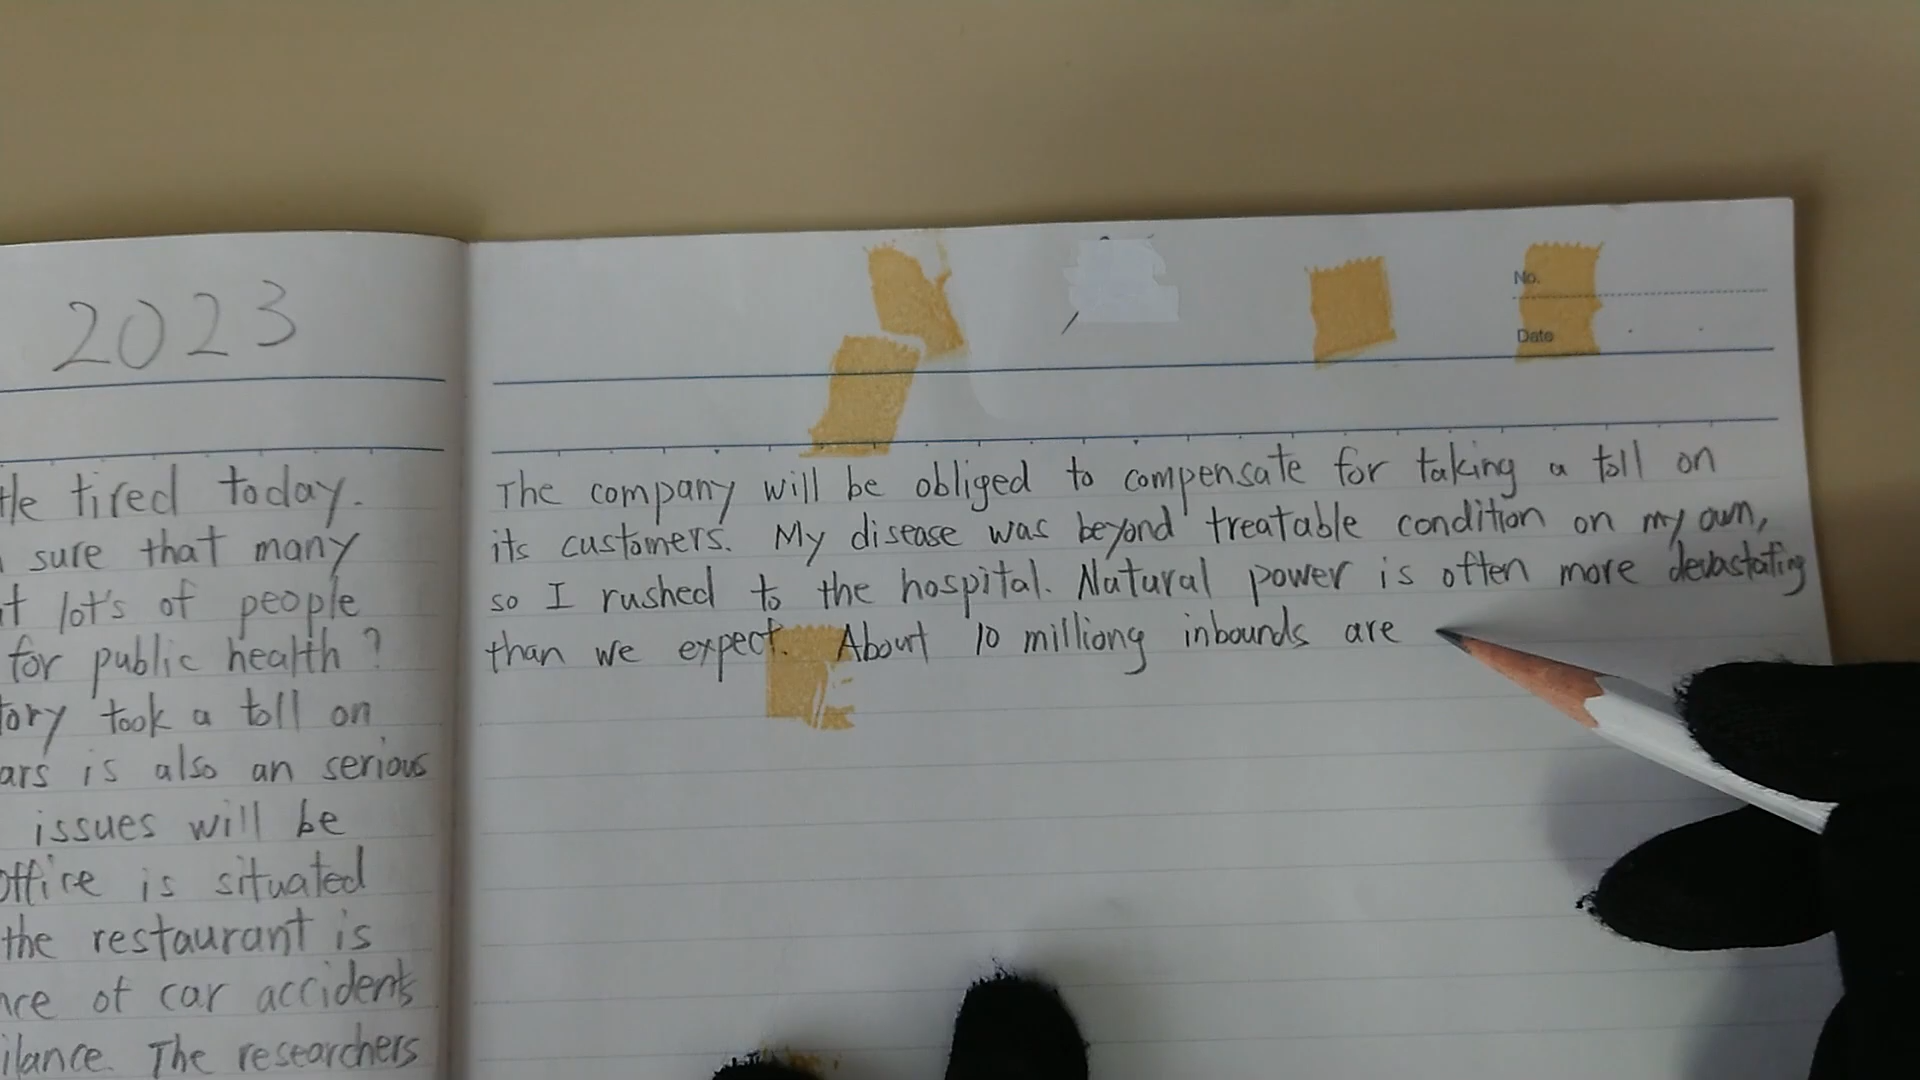 2023
tle tired today.
sure that many
t lot's of people
for public health?
tory took a toll on
ars is also an serious
issues will be
office is situated
the restaurant is
nce of car accidents
ilance. The researchers
No.
Date
The company will be obliged to compensate for taking a toll on
its customers. My disease was beyond treatable condition on my own,
so I rushed to the hospital. Natural power is often more devastating
than we expect. About 10 milliong inbounds are